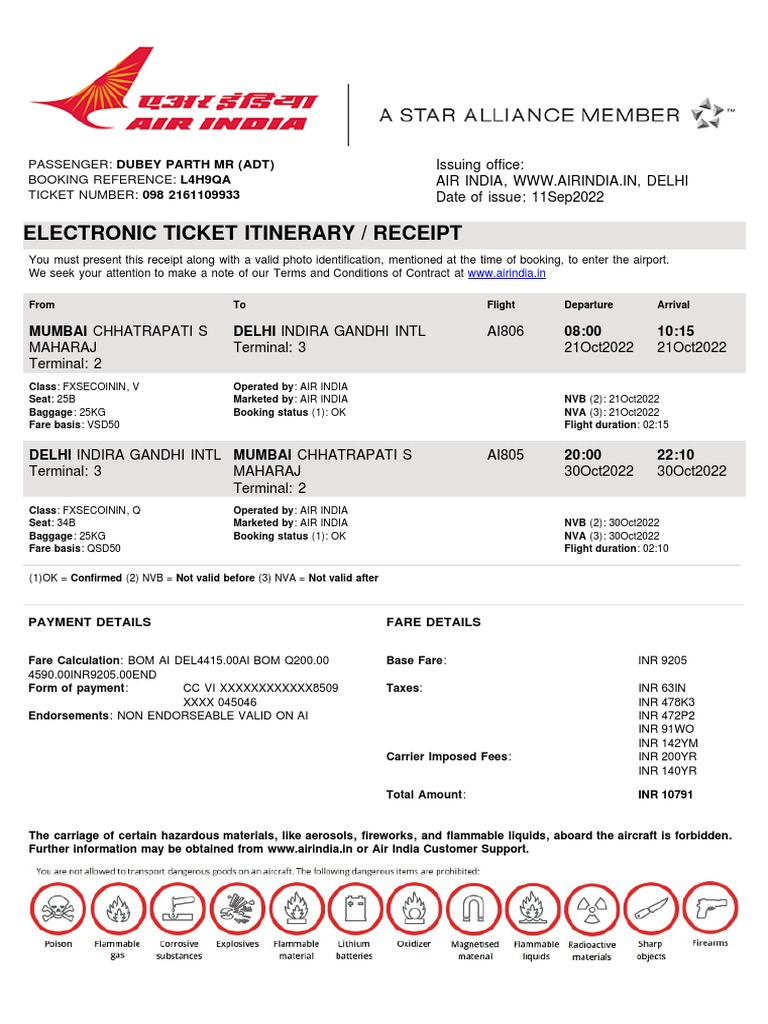 एअर इंडिया
AIR INDIA
A STAR ALLIANCE MEMBER ™
PASSENGER: DUBEY PARTH MR (ADT)
BOOKING REFERENCE: L4H9QA
TICKET NUMBER: 098 2161109933
Issuing office:
AIR INDIA, WWW.AIRINDIA.IN, DELHI
Date of issue: 11Sep2022
ELECTRONIC TICKET ITINERARY / RECEIPT
You must present this receipt along with a valid photo identification, mentioned at the time of booking, to enter the airport.
We seek your attention to make a note of our Terms and Conditions of Contract at www.airindia.in
From To Flight Departure Arrival
MUMBAI CHHATRAPATI S DELHI INDIRA GANDHI INTL AI806 08:00 10:15
MAHARAJ Terminal: 3 21Oct2022 21Oct2022
Terminal: 2
Class: FXSECOININ, V Operated by: AIR INDIA
Seat: 25B Marketed by: AIR INDIA NVB (2): 21Oct2022
Baggage: 25KG Booking status (1): OK NVA (3): 21Oct2022
Fare basis: VSD50 Flight duration: 02:15
DELHI INDIRA GANDHI INTL MUMBAI CHHATRAPATI S AI805 20:00 22:10
Terminal: 3 MAHARAJ 30Oct2022 30Oct2022
Terminal: 2
Class: FXSECOININ, Q Operated by: AIR INDIA
Seat: 34B Marketed by: AIR INDIA NVB (2): 30Oct2022
Baggage: 25KG Booking status (1): OK NVA (3): 30Oct2022
Fare basis: QSD50 Flight duration: 02:10
(1)OK = Confirmed (2) NVB = Not valid before (3) NVA = Not valid after
PAYMENT DETAILS
Fare Calculation: BOM AI DEL4415.00AI BOM Q200.00
4590.00INR9205.00END
Form of payment: CC VI XXXXXXXXXXXX8509
XXXX 045046
Endorsements: NON ENDORSEABLE VALID ON AI
FARE DETAILS
Base Fare: INR 9205
Taxes: INR 63IN
INR 478K3
INR 472P2
INR 91WO
INR 142YM
Carrier Imposed Fees: INR 200YR
INR 140YR
Total Amount: INR 10791
The carriage of certain hazardous materials, like aerosols, fireworks, and flammable liquids, aboard the aircraft is forbidden.
Further information may be obtained from www.airindia.in or Air India Customer Support.
You are not allowed to transport dangerous goods on an aircraft. The following dangerous items are prohibited:
Poison
Flammable
gas
Corrosive
substances
Explosives
Flammable
material
Lithium
batteries
Oxidizer
Magnetised
material
Flammable
liquids
Radioactive
materials
Sharp
objects
Firearms